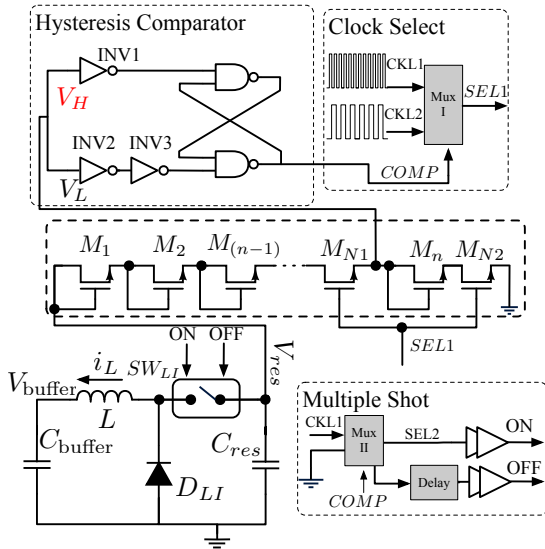 Hysteresis Comparator
Clock Select
INV1
V_H
INV2 INV3
V_L
CKL1
CKL2
Mux
I
SEL1
COMP
M_1
M_2
M_(n−1)
M_N1
M_n
M_N2
SEL1
ON
OFF
V_res
V_buffer
i_L
SW_LI
L
C_buffer
D_LI
C_res
Multiple Shot
CKL1
Mux
II
SEL2
ON
Delay
OFF
COMP